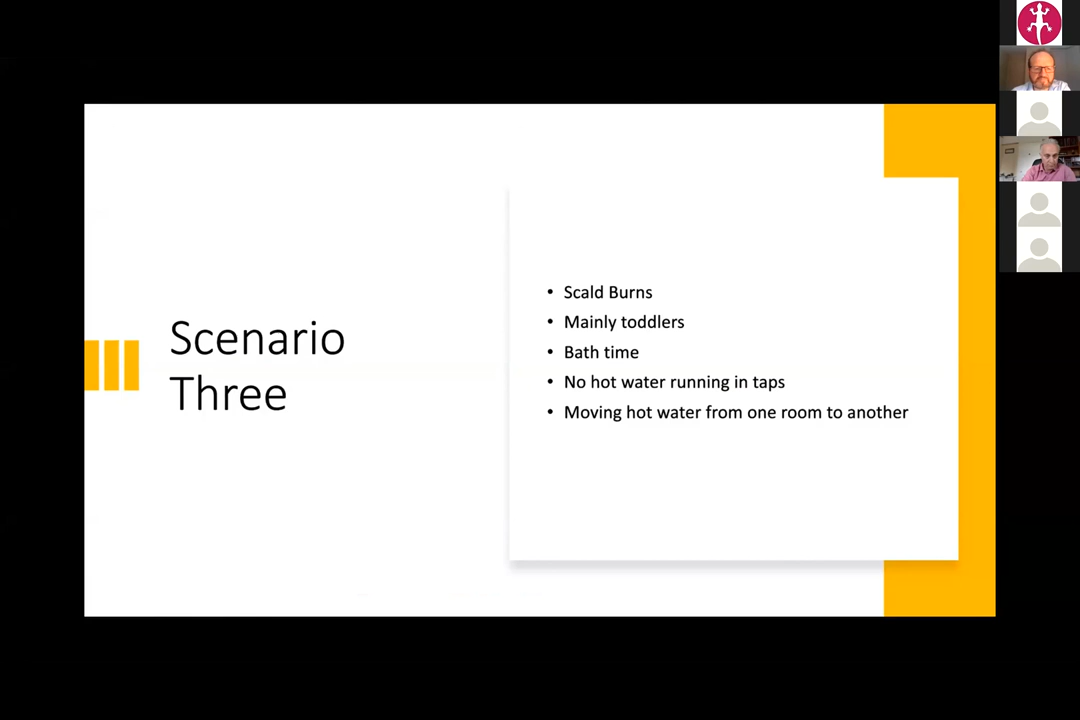 Scenario
Three
• Scald Burns
• Mainly toddlers
• Bath time
• No hot water running in taps
• Moving hot water from one room to another